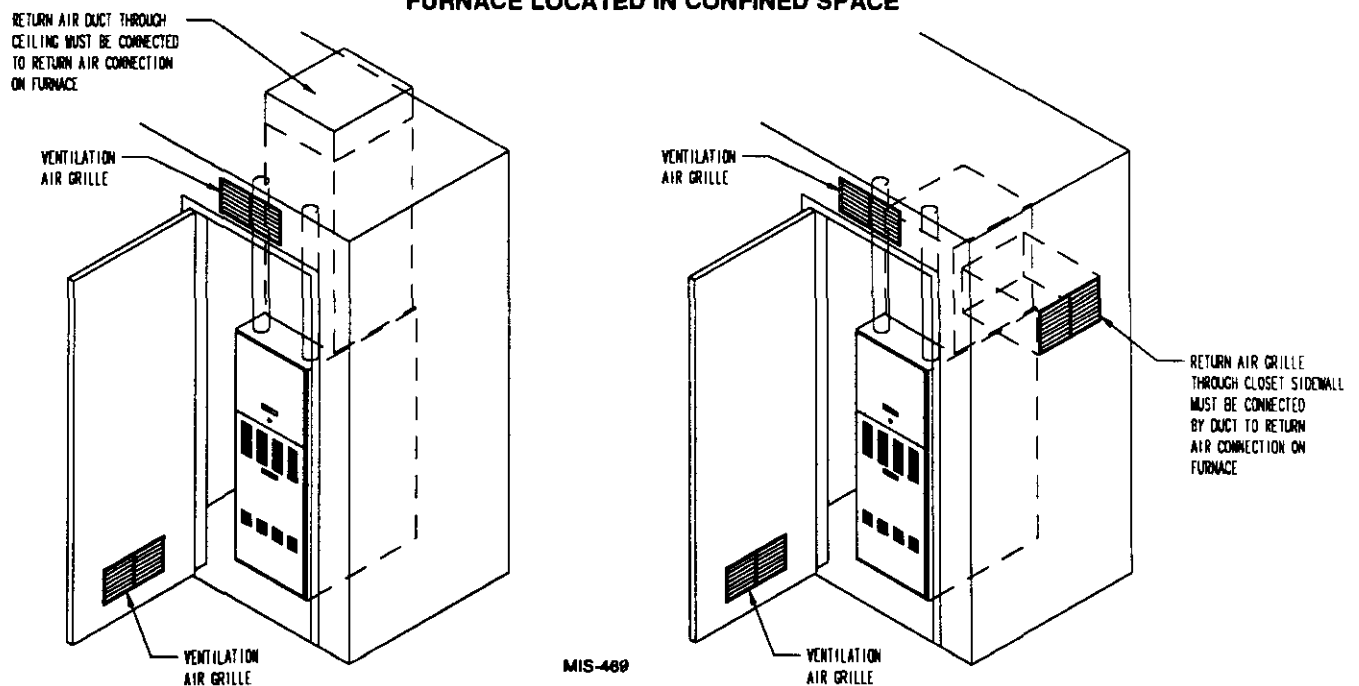 FURNACE LOCATED IN CONFINED SPACE
RETURN AIR DUCT THROUGH
CEILING MUST BE CONNECTED
TO RETURN AIR CONNECTION
ON FURNACE
VENTILATION
AIR GRILLE
VENTILATION
AIR GRILLE
VENTILATION
AIR GRILLE
RETURN AIR GRILLE
THROUGH CLOSET SIDEWALL
MUST BE CONNECTED
BY DUCT TO RETURN
AIR CONNECTION ON
FURNACE
VENTILATION
AIR GRILLE
MIS-469